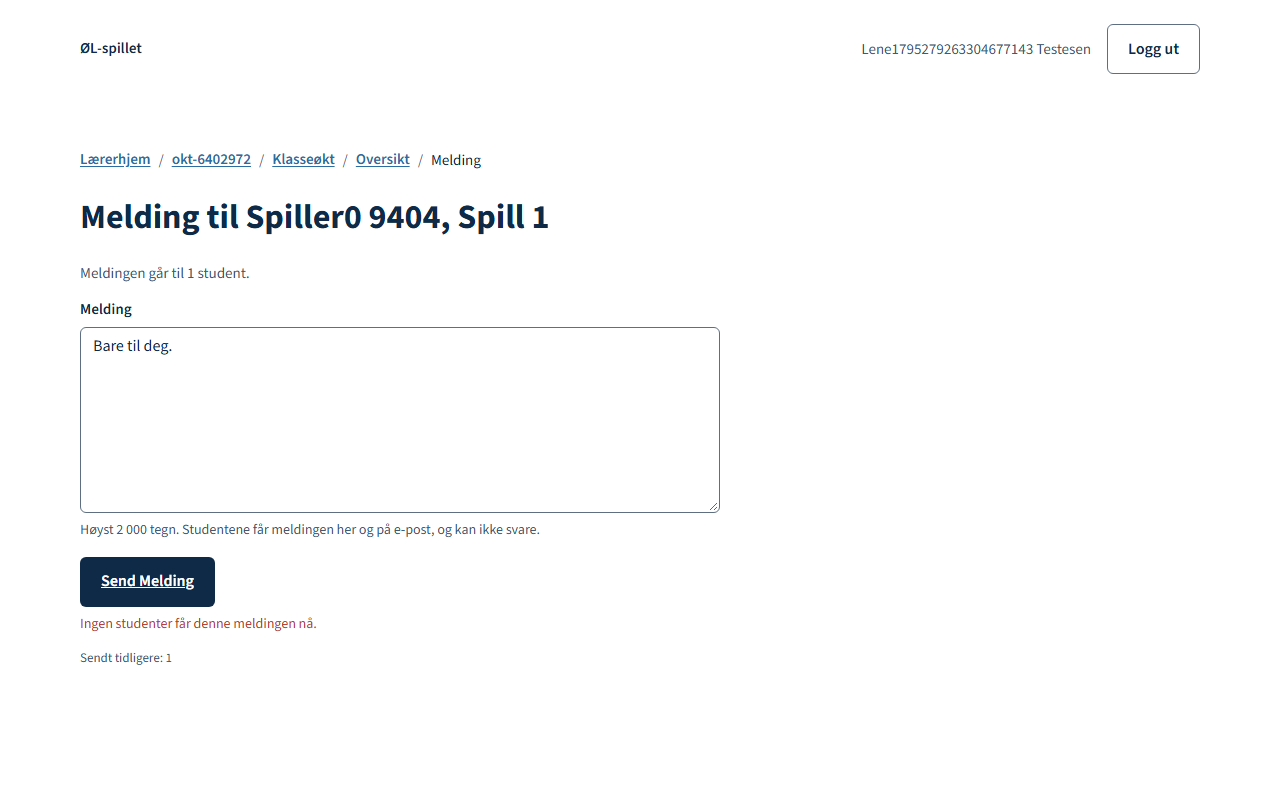 ØL-spillet
Lene1795279263304677143 Testesen
Logg ut
Lærerhjem / okt-6402972 / Klasseøkt / Oversikt / Melding
Melding til Spiller0 9404, Spill 1
Meldingen går til 1 student.
Melding
Bare til deg.
Høyst 2 000 tegn. Studentene får meldingen her og på e-post, og kan ikke svare.
Send Melding
Ingen studenter får denne meldingen nå.
Sendt tidligere: 1